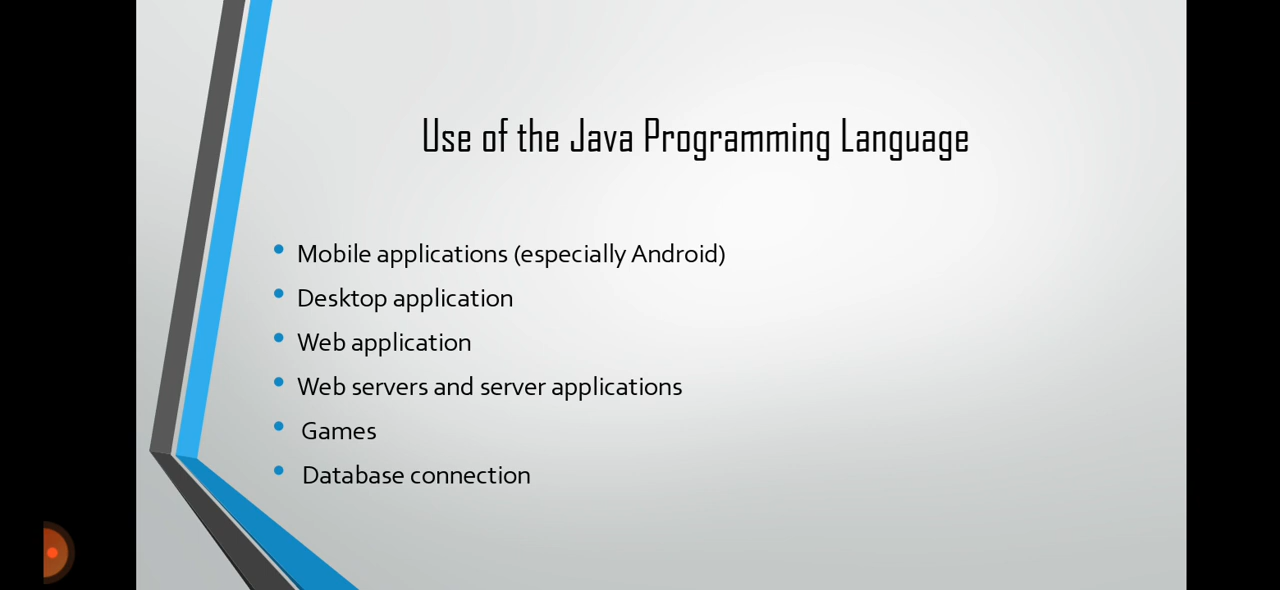 Use of the Java Programming Language
Mobile applications (especially Android)
Desktop application
Web application
Web servers and server applications
Games
Database connection